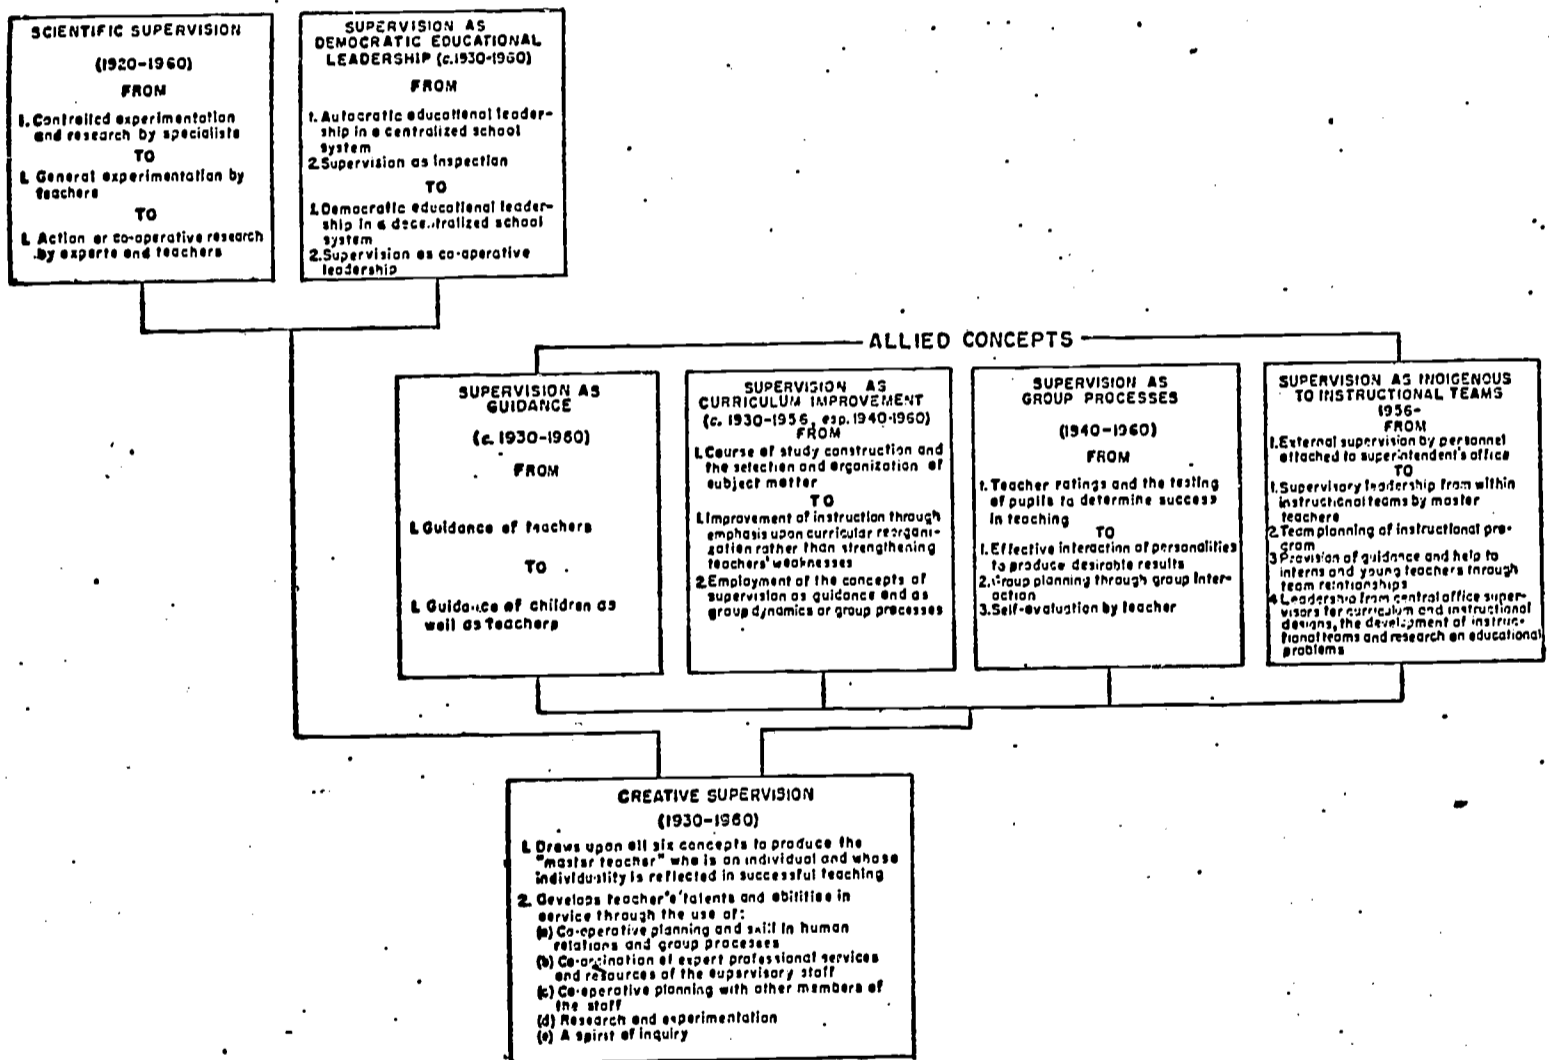 SCIENTIFIC SUPERVISION
(1920-1960)
FROM
1. Controlled experimentation
and research by specialists
TO
1. General experimentation by
teachers
TO
1. Action or co-operative research
by experts and teachers
SUPERVISION AS
DEMOCRATIC EDUCATIONAL
LEADERSHIP (c.1930-1960)
FROM
1. Autocratic educational leader-
ship in a centralized school
system
2. Supervision as inspection
TO
1. Democratic educational leader-
ship in a decentralized school
system
2. Supervision as co-operative
leadership
ALLIED CONCEPTS
SUPERVISION AS
GUIDANCE
(c. 1930-1960)
FROM
1. Guidance of teachers
TO
1. Guidance of children as
well as teachers
SUPERVISION AS
CURRICULUM IMPROVEMENT
(c. 1930-1956, esp. 1940-1960)
FROM
1. Course of study construction and
the selection and organization of
subject matter
TO
1. Improvement of instruction through
emphasis upon curricular reorgani-
zation rather than strengthening
teachers' weaknesses
2. Employment of the concepts of
supervision as guidance and as
group dynamics or group processes
SUPERVISION AS
GROUP PROCESSES
(1940-1960)
FROM
1. Teacher ratings and the testing
of pupils to determine success
in teaching
TO
1. Effective interaction of personalities
to produce desirable results
2. Group planning through group inter-
action
3. Self-evaluation by teacher
SUPERVISION AS INDIGENOUS
TO INSTRUCTIONAL TEAMS
1956-
FROM
1. External supervision by personnel
attached to superintendent's office
TO
1. Supervisory leadership from within
instructional teams by master
teachers
2. Team planning of instructional pro-
gram
3. Provision of guidance and help to
interns and young teachers through
team relationships
4. Leadership from central office super-
visors for curriculum and instructional
designs, the development of instruc-
tional teams and research on educational
problems
CREATIVE SUPERVISION
(1930-1960)
1. Draws upon all six concepts to produce the
"master teacher" who is an individual and whose
individuality is reflected in successful teaching
2. Develops teacher's talents and abilities in
service through the use of:
(a) Co-operative planning and skill in human
relations and group processes
(b) Co-ordination of expert professional services
and resources of the supervisory staff
(c) Co-operative planning with other members of
the staff
(d) Research and experimentation
(e) A spirit of inquiry